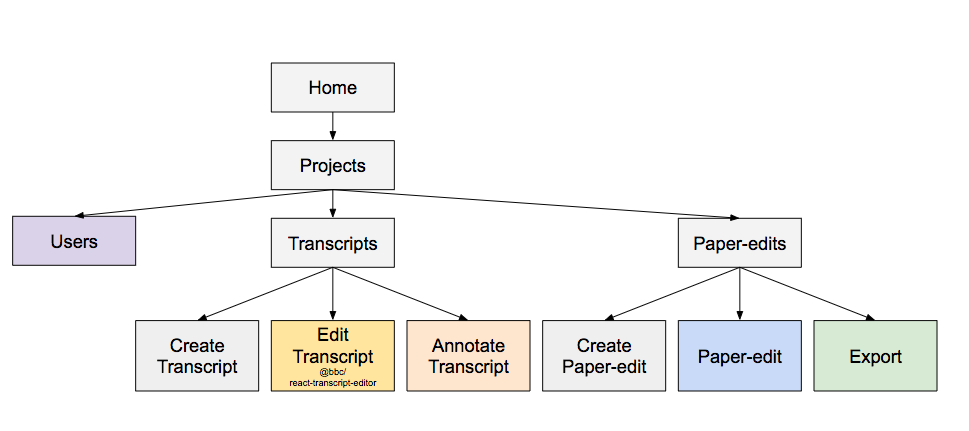 Home
Projects
Users
Transcripts
Paper-edits
Create
Transcript
Edit
Transcript
@bbc/
react-transcript-editor
Annotate
Transcript
Create
Paper-edit
Paper-edit
Export